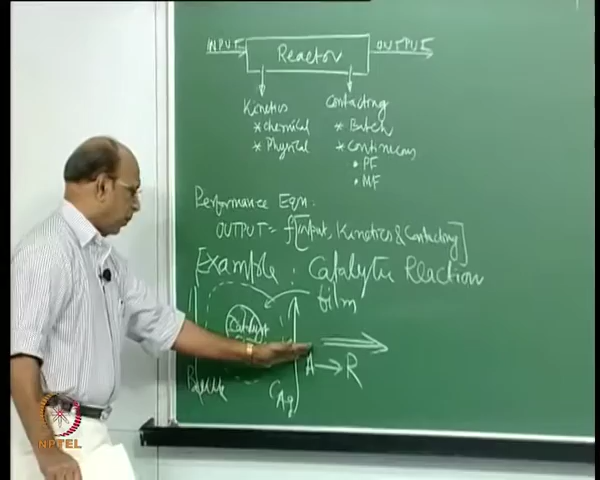 INPUT Reactor OUTPUT
Kinetics Contacting
* Chemical * Batch
* Physical * Continuous
• PF
• MF
Performance Eqn:
OUTPUT = f[input, Kinetics & Contacting]
Example: Catalytic Reaction
film
Catalyst
A → R
CAg
NPTEL